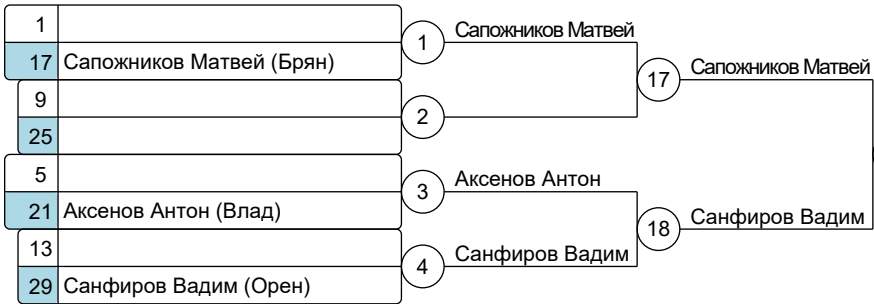 1
17 Сапожников Матвей (Брян)
9
25
5
21 Аксенов Антон (Влад)
13
29 Санфиров Вадим (Орен)
1 Сапожников Матвей
2
3 Аксенов Антон
4 Санфиров Вадим
17 Сапожников Матвей
18 Санфиров Вадим